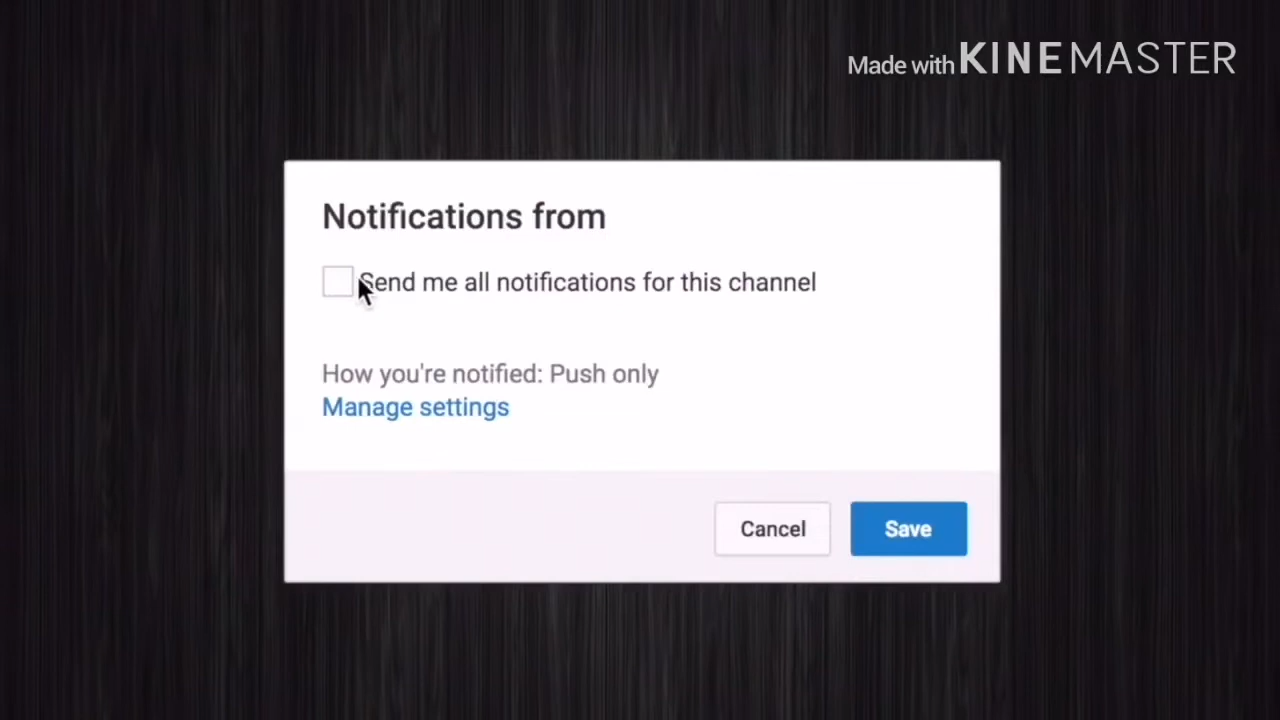 Made with KINEMASTER
Notifications from
Send me all notifications for this channel
How you're notified: Push only
Manage settings
Cancel
Save